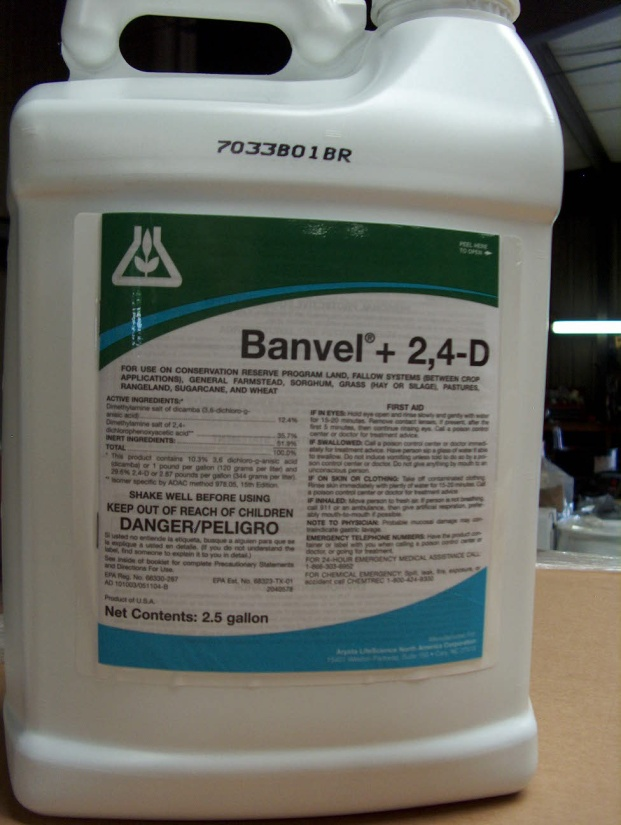 7033B01BR
PEEL HERE
TO OPEN
Banvel®+ 2,4-D
FOR USE ON CONSERVATION RESERVE PROGRAM LAND, FALLOW SYSTEMS (BETWEEN CROP
APPLICATIONS), GENERAL FARMSTEAD, SORGHUM, GRASS (HAY OR SILAGE), PASTURES,
RANGELAND, SUGARCANE, AND WHEAT
ACTIVE INGREDIENTS:*
Dimethylamine salt of dicamba (3,6-dichloro-o-
anisic acid) 12.4%
Dimethylamine salt of 2,4-
dichlorophenoxyacetic acid** 35.7%
INERT INGREDIENTS: 51.9%
TOTAL 100.0%
* This product contains 10.3% 3,6 dichloro-o-anisic acid
(dicamba) or 1 pound per gallon (120 grams per liter) and
29.6% 2,4-D or 2.87 pounds per gallon (344 grams per liter).
** Isomer specific by AOAC method 978.05, 15th Edition.
SHAKE WELL BEFORE USING
KEEP OUT OF REACH OF CHILDREN
DANGER/PELIGRO
Si usted no entiende la etiqueta, busque a alguien para que se
la explique a usted en detalle. (If you do not understand the
label, find someone to explain it to you in detail.)
See inside of booklet for complete Precautionary Statements
and Directions For Use.
EPA Reg. No. 66330-287 EPA Est. No.
AD 101003/051104-B
Product of U.S.A.
Net Contents: 2.5 gallon
FIRST AID
IF IN EYES: Hold eye open and rinse slowly and gently with water
for 15-20 minutes. Remove contact lenses, if present, after the
first 5 minutes, then continue rinsing eye. Call a poison control
center or doctor for treatment advice.
IF SWALLOWED: Call a poison control center or doctor immedi-
ately for treatment advice. Have person sip a glass of water if able
to swallow. Do not induce vomiting unless told to do so by a poi-
son control center or doctor. Do not give anything by mouth to an
unconscious person.
IF ON SKIN OR CLOTHING: Take off contaminated clothing.
Rinse skin immediately with plenty of water for 15-20 minutes. Call
a poison control center or doctor for treatment advice.
IF INHALED: Move person to fresh air. If person is not breathing,
call 911 or an ambulance, then give artificial respiration, prefer-
ably mouth-to-mouth if possible.
NOTE TO PHYSICIAN: Probable mucosal damage may con-
traindicate gastric lavage.
EMERGENCY TELEPHONE NUMBERS: Have the product con-
tainer or label with you when calling a poison control center or
doctor, or going for treatment.
FOR 24-HOUR EMERGENCY MEDICAL ASSISTANCE CALL:
1-866-303-6952
FOR CHEMICAL EMERGENCY: Spill, leak, fire, exposure, or
accident call CHEMTREC 1-800-424-9300
Manufactured For
Arysta LifeScience North America Corporation
15401 Weston Parkway, Suite 150 • Cary, NC 27513